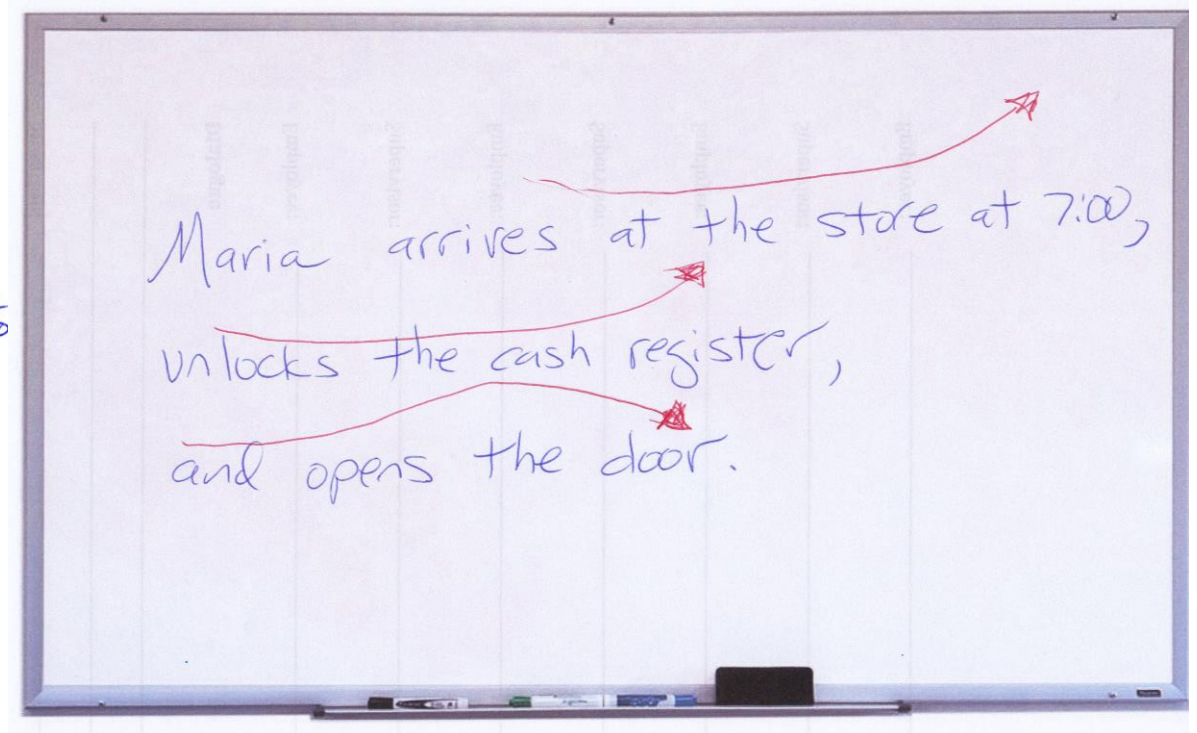 Maria arrives at the store at 7:00,
unlocks the cash register,
and opens the door.